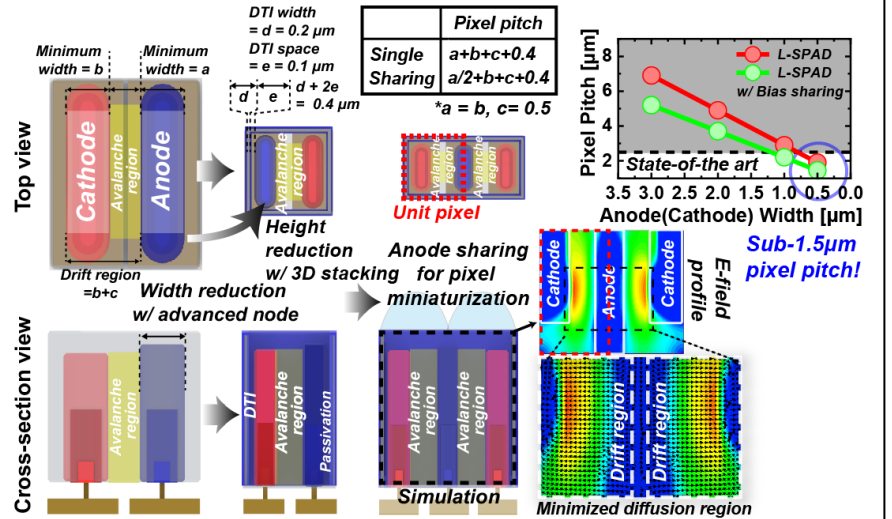 Top view
Minimum
width = b
Minimum
width = a
Cathode
Avalanche
region
Anode
Drift region
=b+c
DTI width
= d = 0.2 μm
DTI space
= e = 0.1 μm
d
e
d + 2e
= 0.4 μm
Avalanche
region
Height
reduction
w/ 3D stacking
Pixel pitch
Single
a+b+c+0.4
Sharing
a/2+b+c+0.4
*a = b, c= 0.5
Avalanche
region
Avalanche
region
Unit pixel
Pixel Pitch [μm]
8
6
4
2
L-SPAD
L-SPAD
w/ Bias sharing
State-of-the art
3.5 3.0 2.5 2.0 1.5 1.0 0.5 0.0
Anode(Cathode) Width [μm]
Sub-1.5μm
pixel pitch!
Width reduction
w/ advanced node
Anode sharing
for pixel
miniaturization
Cathode
Anode
Cathode
E-field
profile
Cross-section view
Avalanche
region
DTI
Avalanche
region
Passivation
Avalanche
region
Avalanche
region
Simulation
Drift region
Drift region
Minimized diffusion region